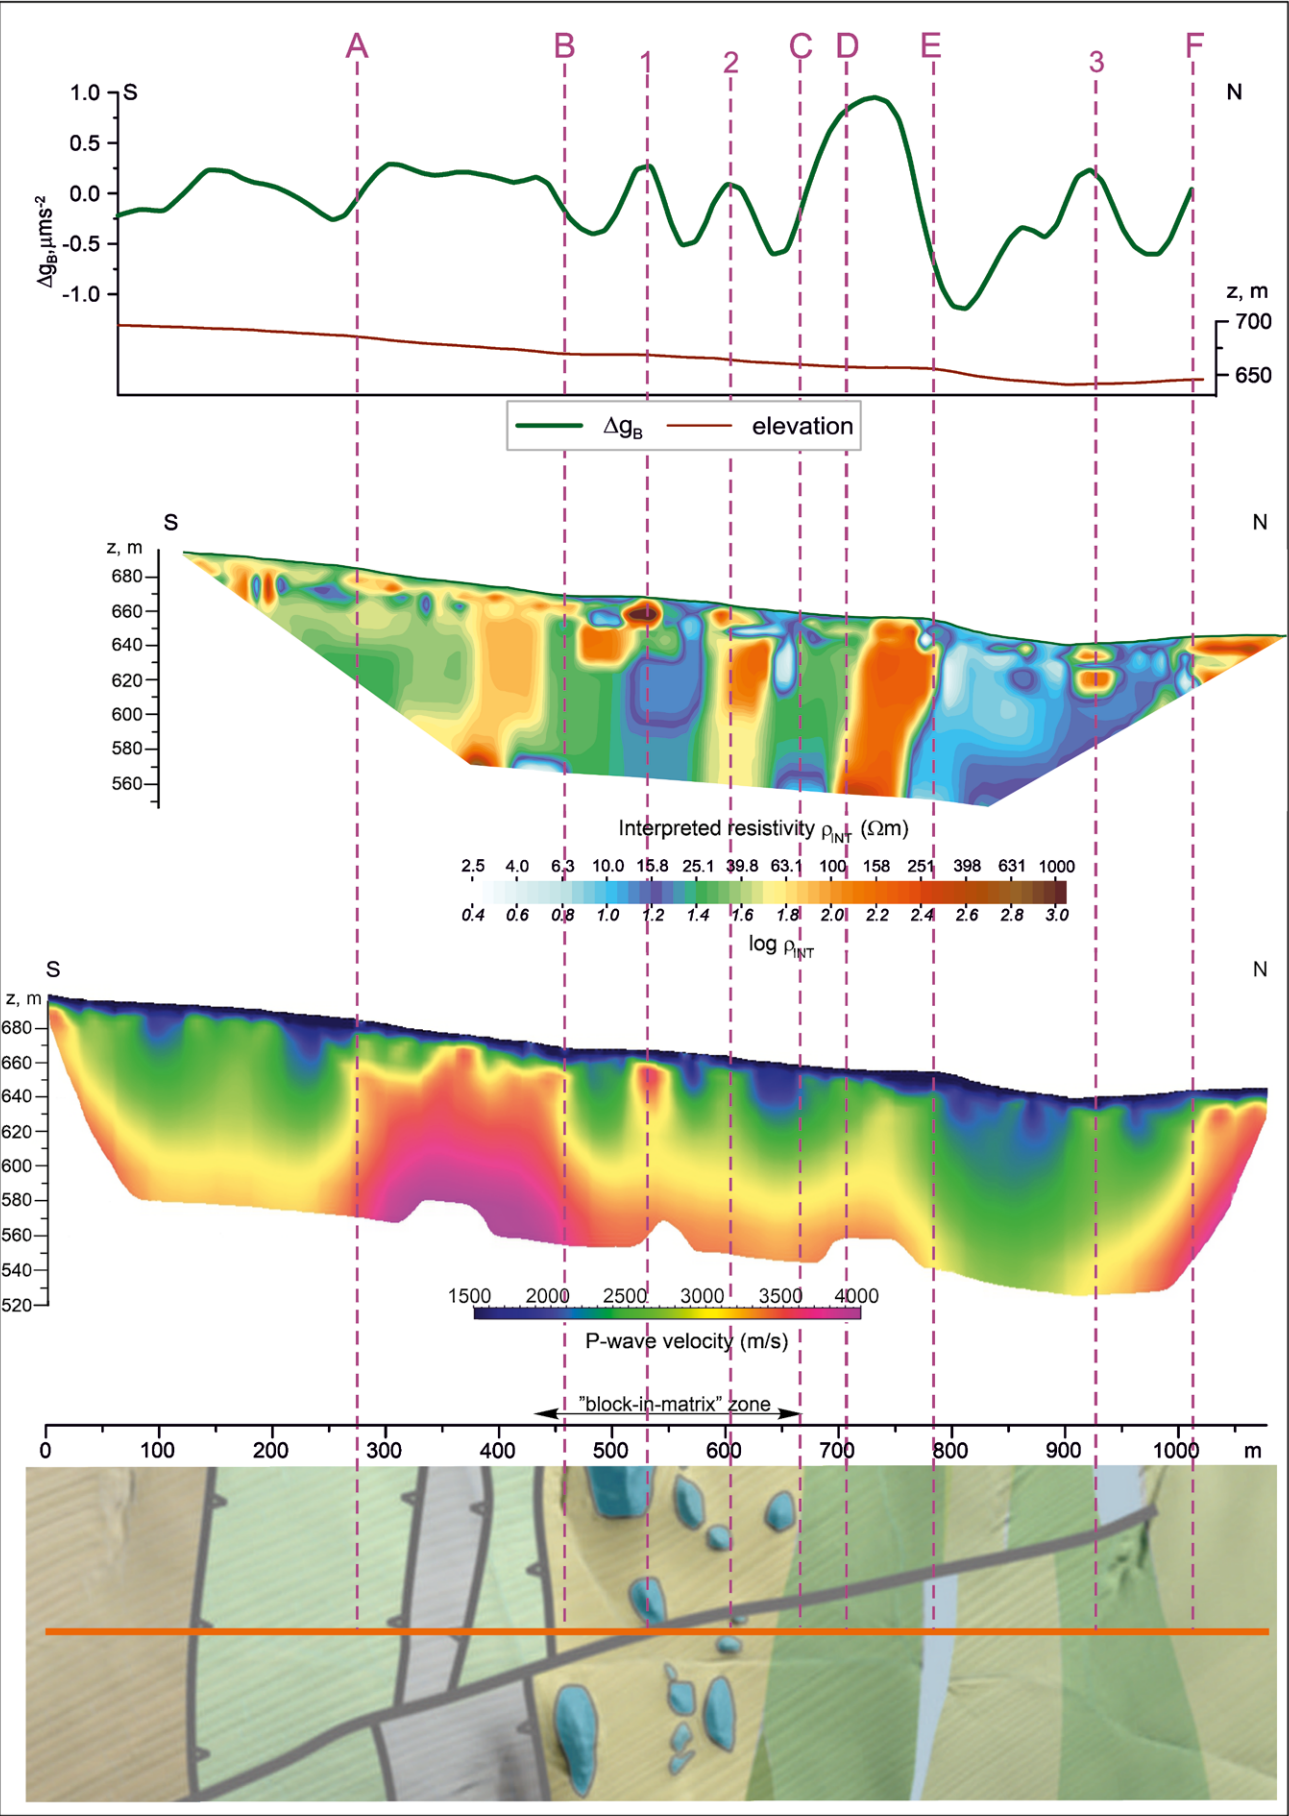 A B 1 2 C D E 3 F
1.0 S N
0.5
0.0
-0.5
-1.0
ΔgB,μms-2
z, m
700
650
ΔgB elevation
S N
z, m
680
660
640
620
600
580
560
Interpreted resistivity ρINT (Ωm)
2.5 4.0 6.3 10.0 15.8 25.1 39.8 63.1 100 158 251 398 631 1000
0.4 0.6 0.8 1.0 1.2 1.4 1.6 1.8 2.0 2.2 2.4 2.6 2.8 3.0
log ρINT
S N
z, m
680
660
640
620
600
580
560
540
520
1500 2000 2500 3000 3500 4000
P-wave velocity (m/s)
"block-in-matrix" zone
0 100 200 300 400 500 600 700 800 900 1000 m